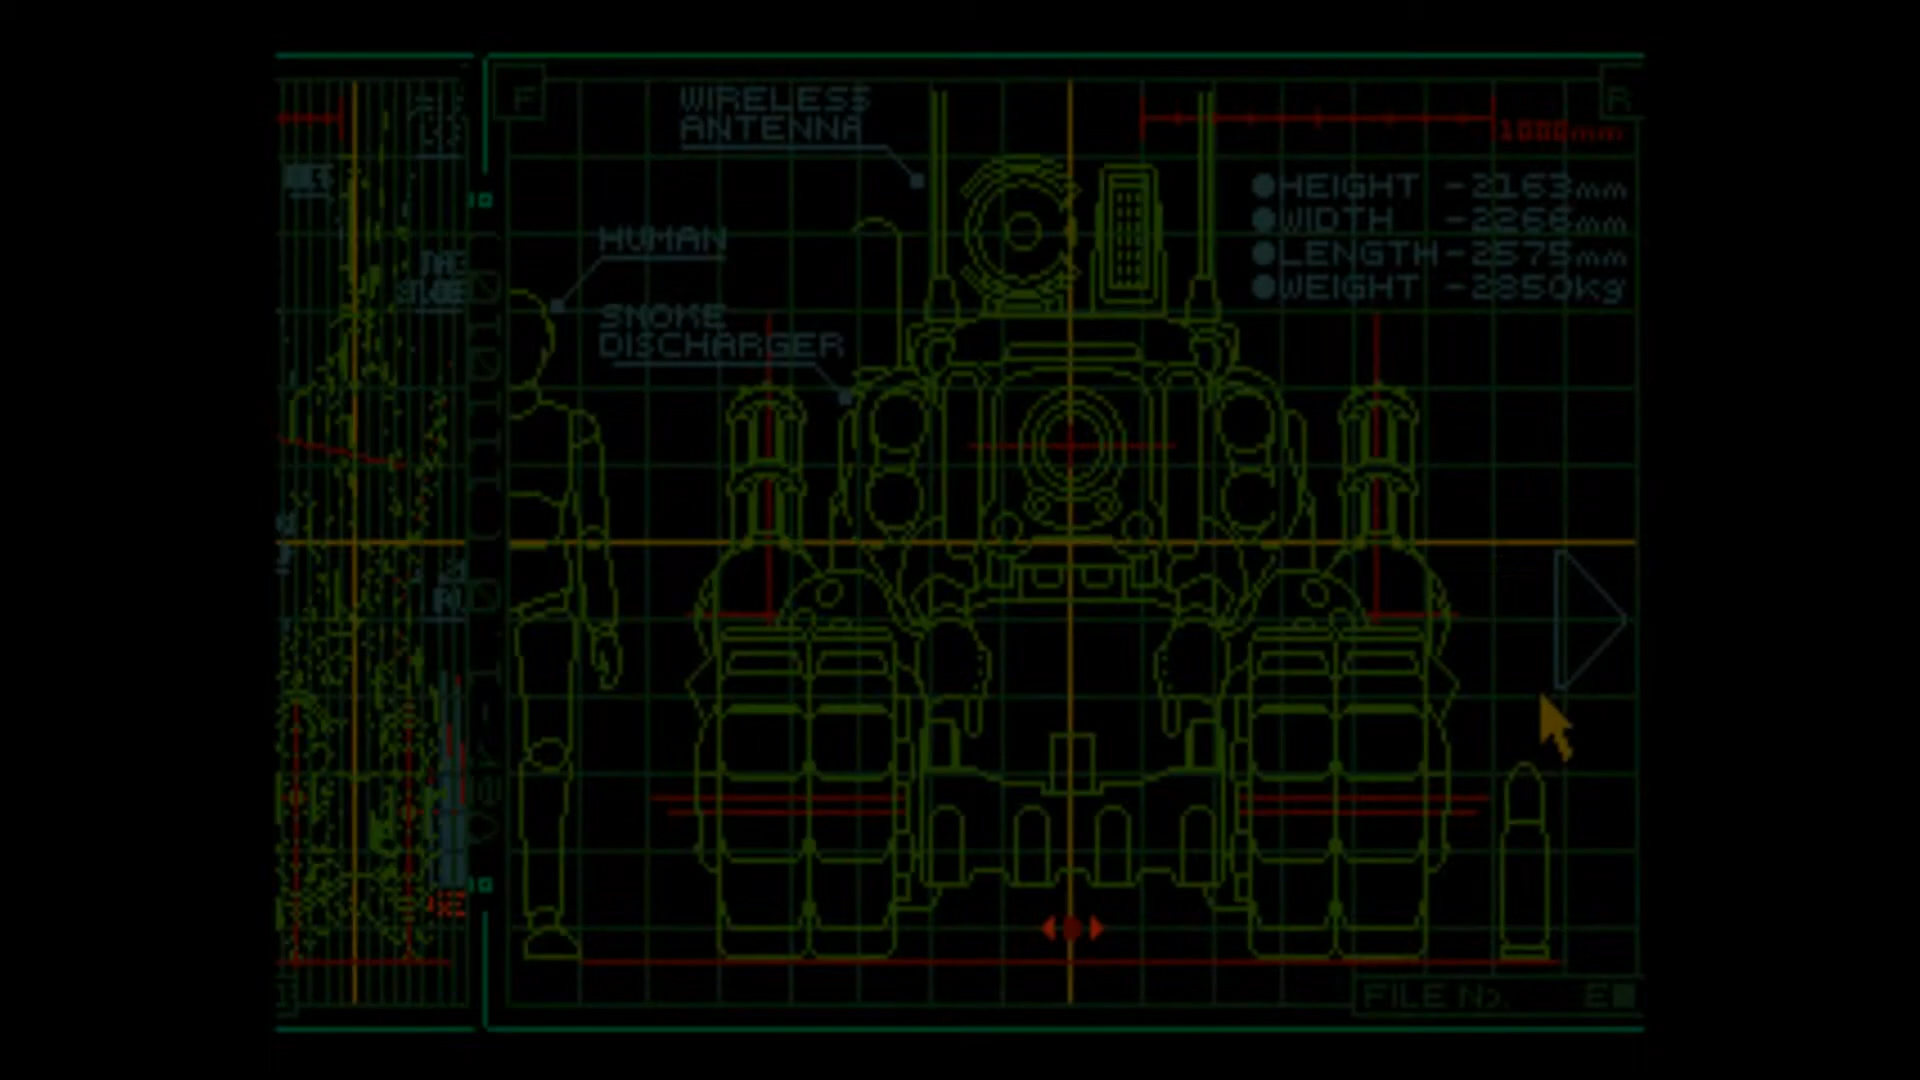 F
R
WIRELESS
ANTENNA
1000mm
●HEIGHT -2163mm
●WIDTH -2266mm
●LENGTH-2575mm
●WEIGHT -2850kg
HUMAN
SMOKE
DISCHARGER
FILE No. E■